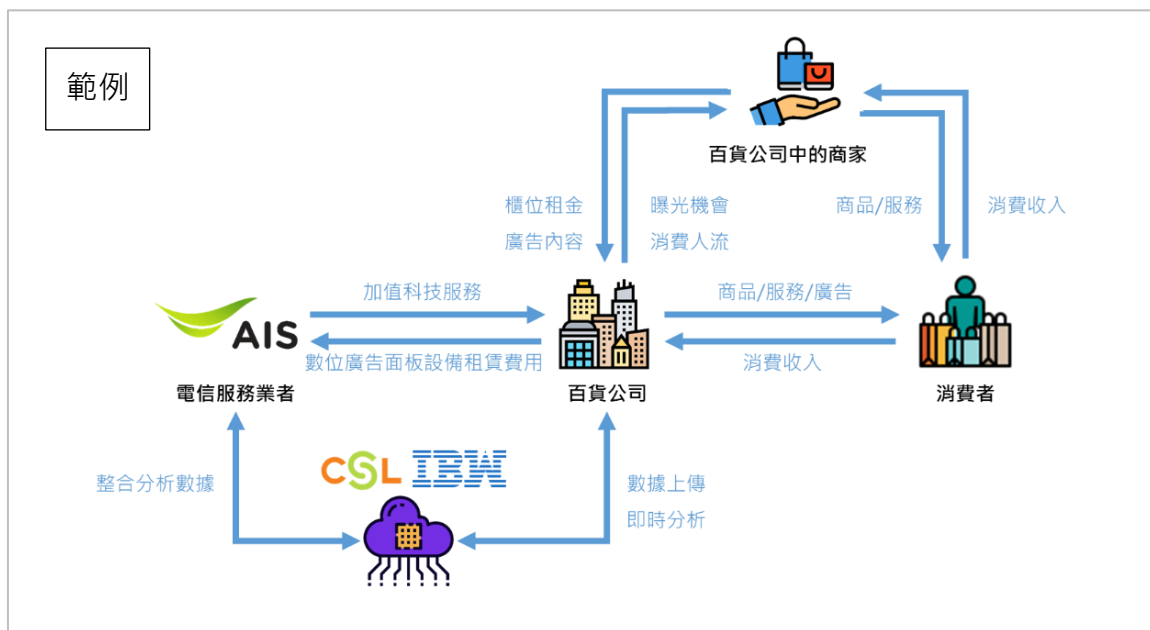 範例
百貨公司中的商家
櫃位租金
廣告內容
曝光機會
消費人流
商品/服務
消費收入
加值科技服務
AIS
數位廣告面板設備租賃費用
電信服務業者
百貨公司
商品/服務/廣告
消費收入
消費者
整合分析數據
CSL IBW
數據上傳
即時分析